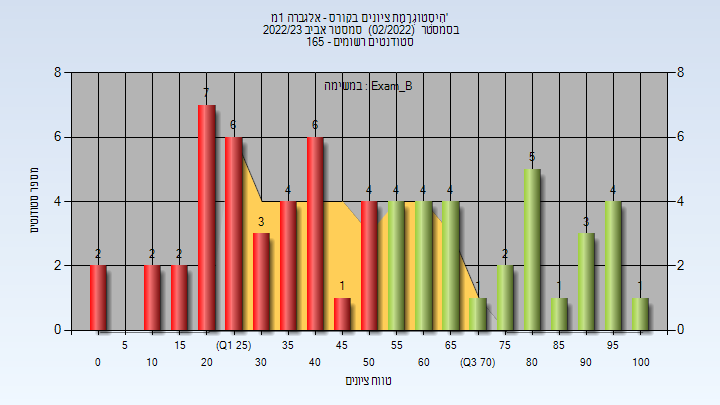 היסטוגרמת ציונים בקורס - אלגברה 1מ'
בסמסטר (02/2022) סמסטר אביב 2022/23
סטודנטים רשומים - 165
במשימה : Exam_B
מספר סטודנטים
8
6
4
2
0
8
6
4
2
0
2 2 2 7 6 3 4 6 1 4 4 4 4 1 2 5 1 3 4 1
5 15 (Q1 25) 35 45 55 65 75 85 95
0 10 20 30 40 50 60 (Q3 70) 80 90 100
טווח ציונים